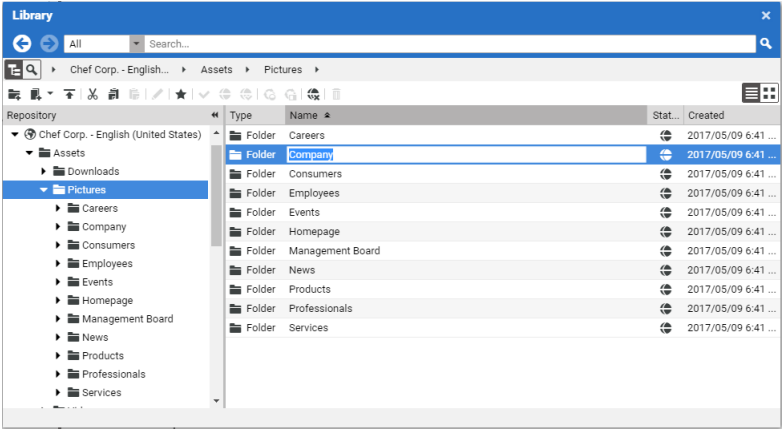 Library
All
Search...
Chef Corp. - English... Assets Pictures
Repository
Type Name Stat... Created
Chef Corp. - English (United States)
Assets
Downloads
Pictures
Careers
Company
Consumers
Employees
Events
Homepage
Management Board
News
Products
Professionals
Services
Folder Careers 2017/05/09 6:41 ...
Folder Company 2017/05/09 6:41 ...
Folder Consumers 2017/05/09 6:41 ...
Folder Employees 2017/05/09 6:41 ...
Folder Events 2017/05/09 6:41 ...
Folder Homepage 2017/05/09 6:41 ...
Folder Management Board 2017/05/09 6:41 ...
Folder News 2017/05/09 6:41 ...
Folder Products 2017/05/09 6:41 ...
Folder Professionals 2017/05/09 6:41 ...
Folder Services 2017/05/09 6:41 ...